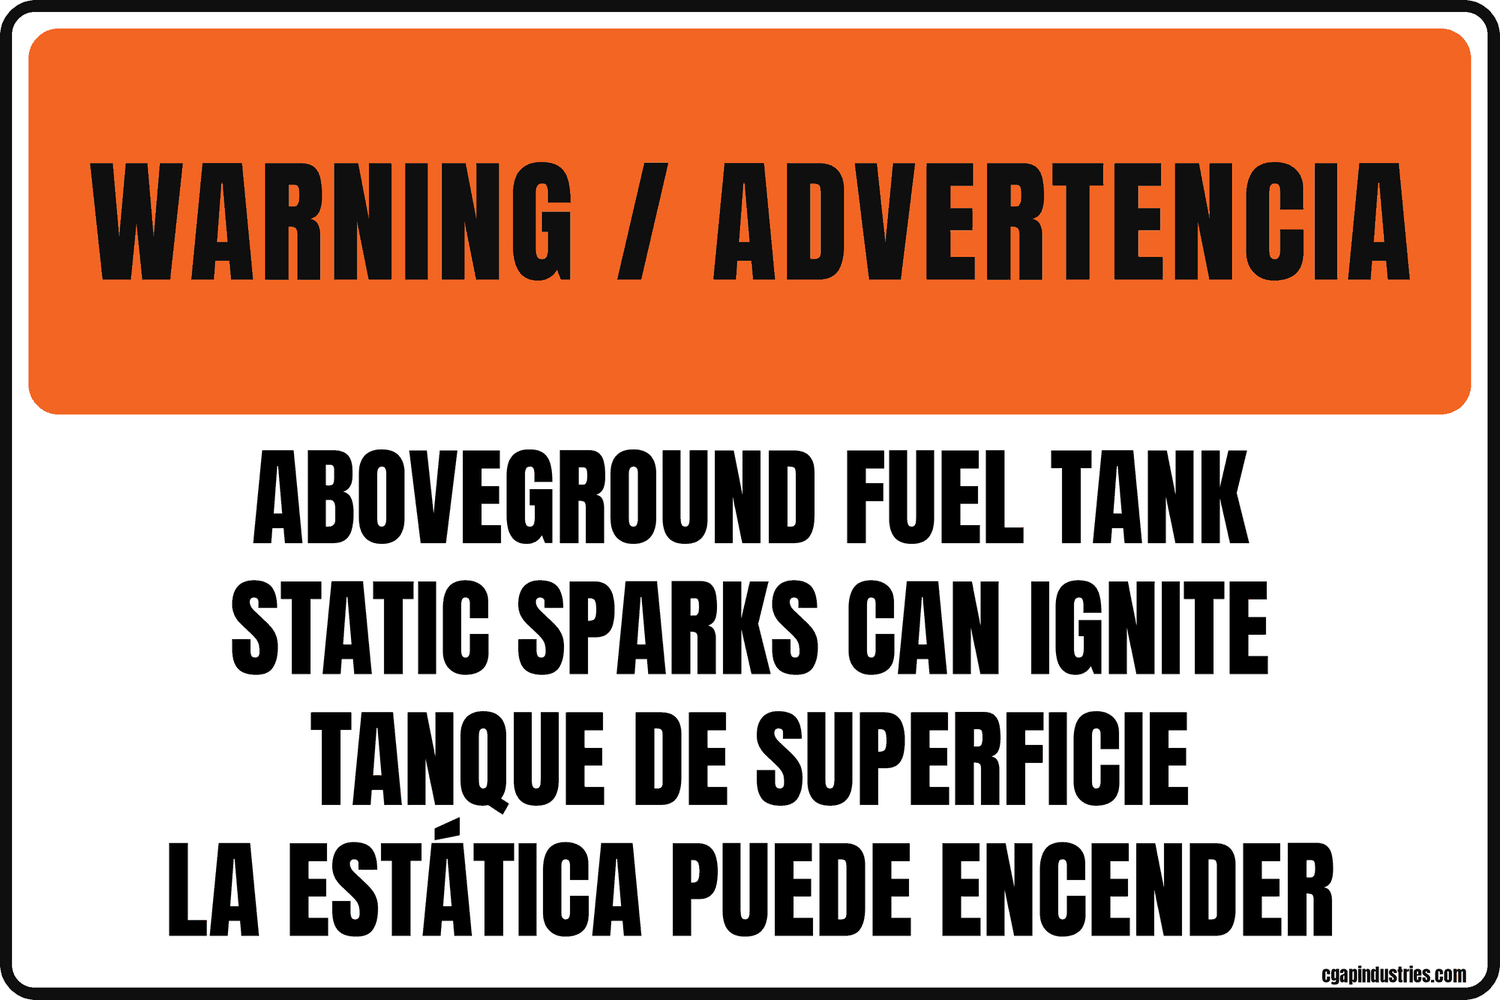 WARNING / ADVERTENCIA
ABOVEGROUND FUEL TANK
STATIC SPARKS CAN IGNITE
TANQUE DE SUPERFICIE
LA ESTÁTICA PUEDE ENCENDER
cgapindustries.com